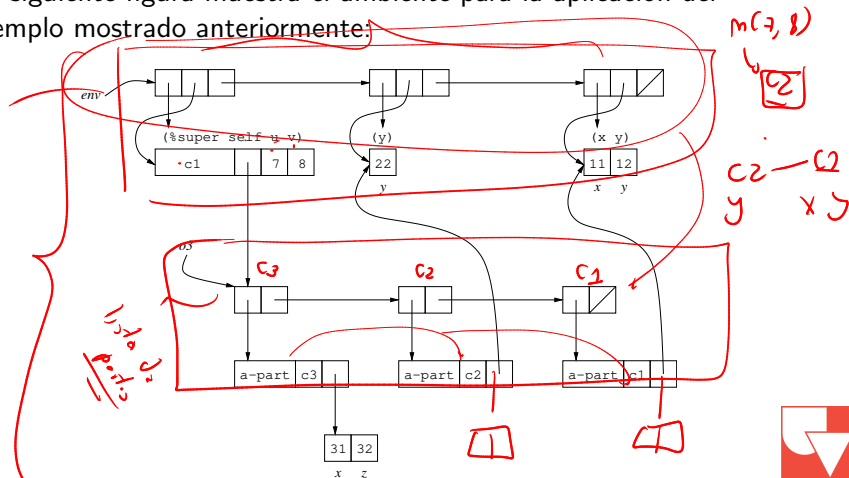 siguiente figura muestra el ambiente para la aplicación del
emplo mostrado anteriormente:
m(7, 8)
C2
env
(%super self u v)
(y)
(x y)
c1 7 8
22
11 12
y
x y
C2 C1
y x y
o3
C3 C2 C1
lista de
partes
a-part c3
a-part c2
a-part c1
31 32
x z